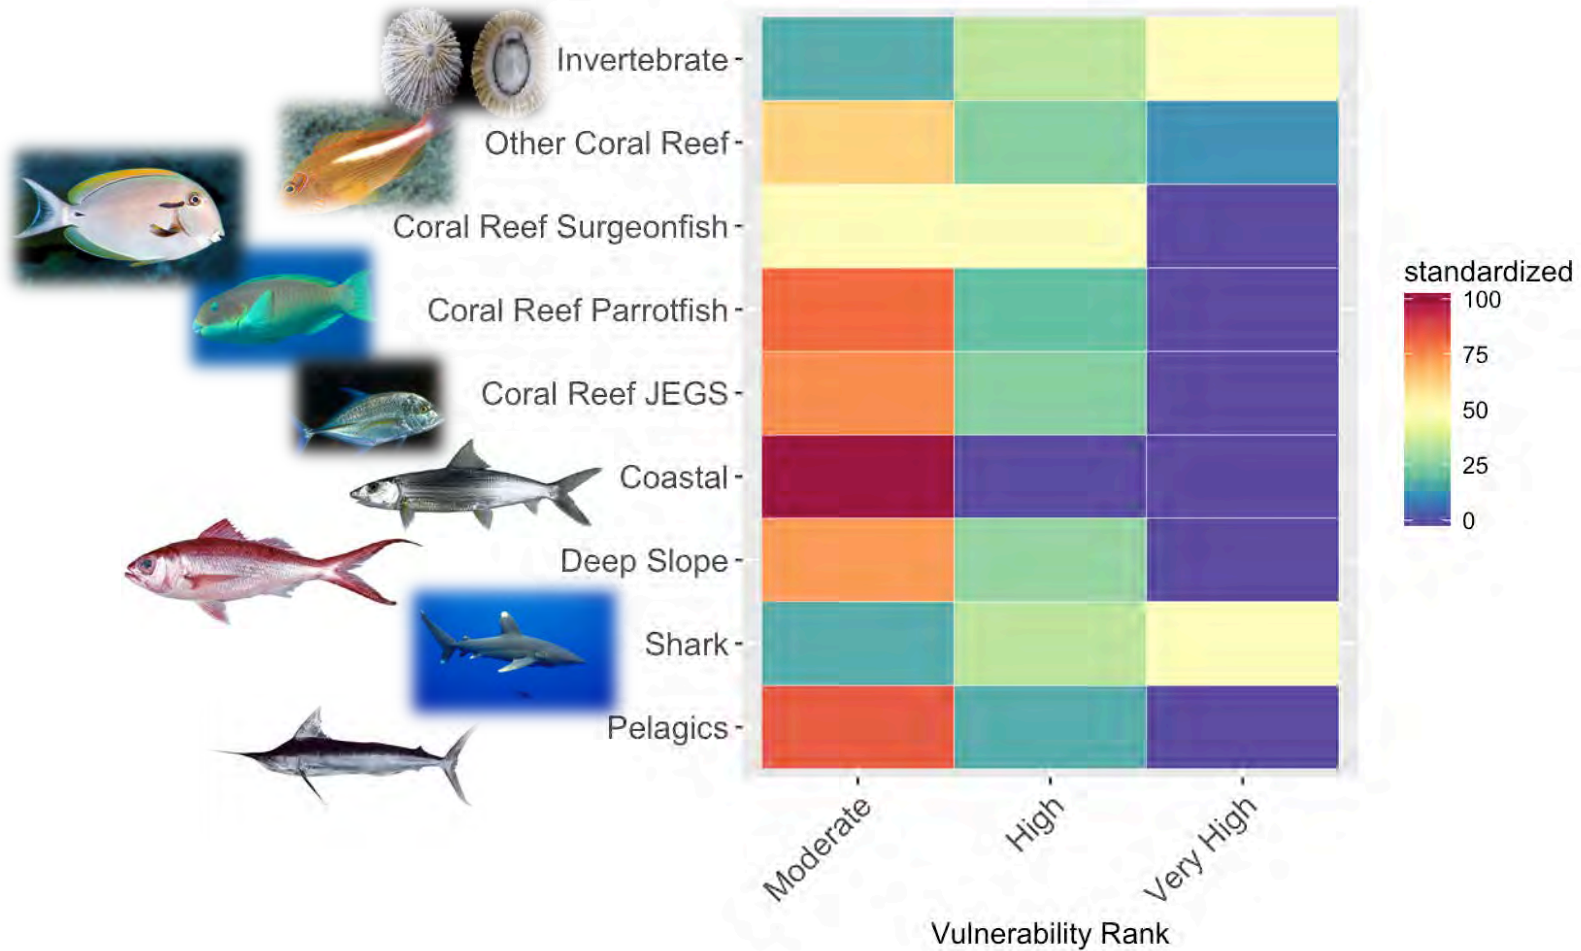 Invertebrate
Other Coral Reef
Coral Reef Surgeonfish
Coral Reef Parrotfish
Coral Reef JEGS
Coastal
Deep Slope
Shark
Pelagics
Moderate
High
Very High
Vulnerability Rank
standardized
100
75
50
25
0